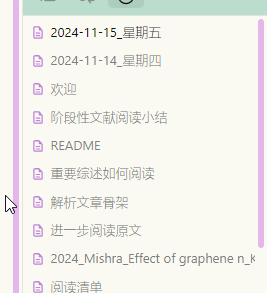 2024-11-15_星期五
2024-11-14_星期四
欢迎
阶段性文献阅读小结
README
重要综述如何阅读
解析文章骨架
进一步阅读原文
2024_Mishra_Effect of graphene n_K
阅读清单